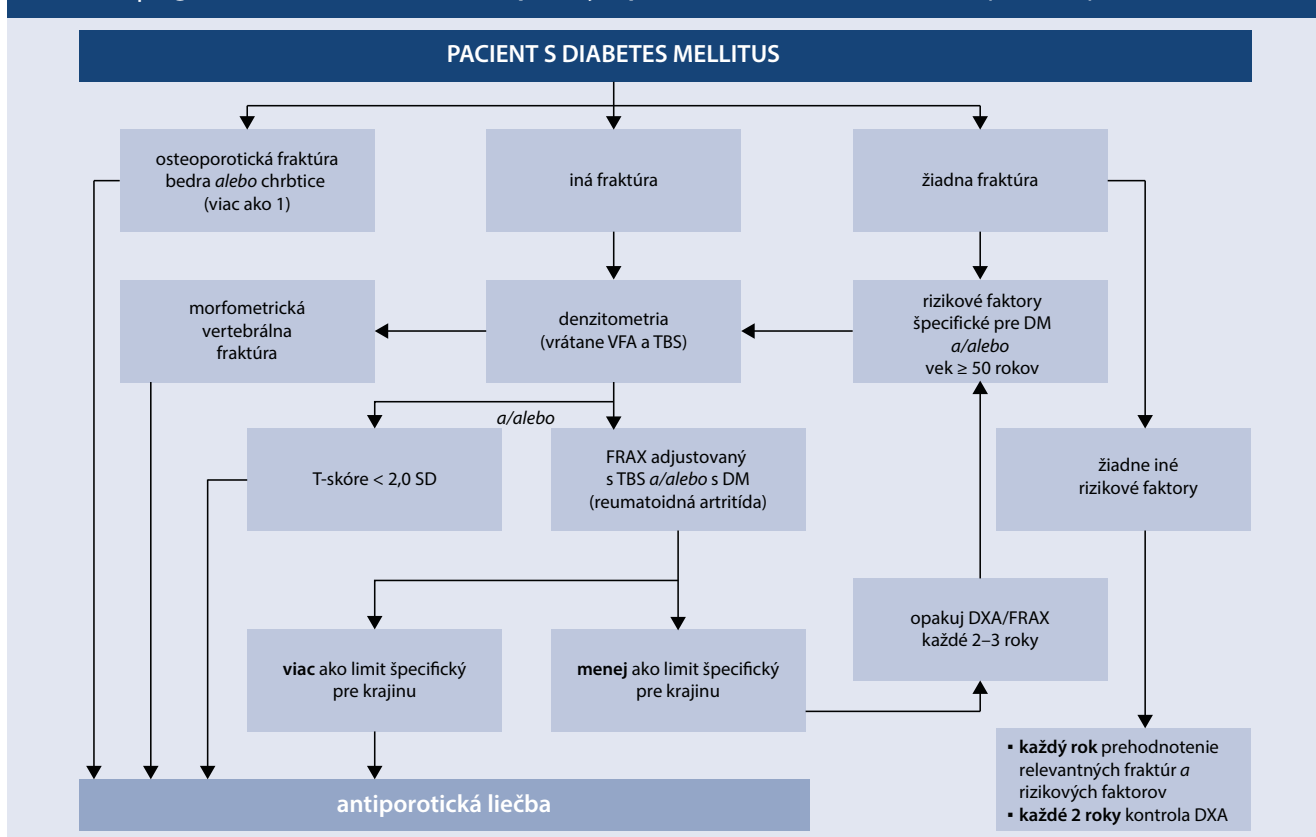 PACIENT S DIABETES MELLITUS
osteoporotická fraktúra
bedra alebo chrbtice
(viac ako 1)
iná fraktúra
žiadna fraktúra
morfometrická
vertebrálna
fraktúra
denzitometria
(vrátane VFA a TBS)
rizikové faktory
špecifické pre DM
a/alebo
vek ≥ 50 rokov
a/alebo
T-skóre < 2,0 SD
FRAX adjustovaný
s TBS a/alebo s DM
(reumatoidná artritída)
žiadne iné
rizikové faktory
viac ako limit špecifický
pre krajinu
menej ako limit špecifický
pre krajinu
opakuj DXA/FRAX
každé 2–3 roky
▪ každý rok prehodnotenie
relevantných fraktúr a
rizikových faktorov
▪ každé 2 roky kontrola DXA
antiporotická liečba